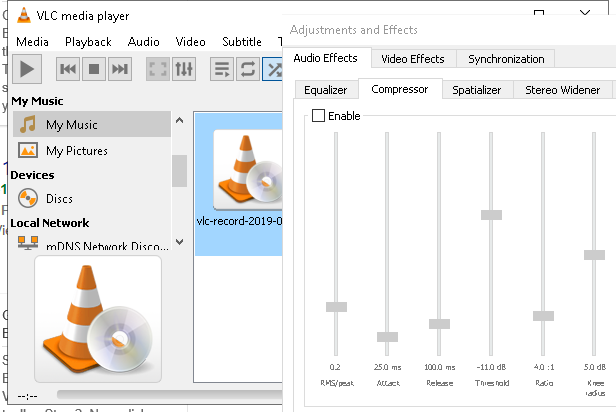 VLC media player
Media Playback Audio Video Subtitle
My Music
My Music
My Pictures
Devices
Discs
Local Network
mDNS Network Disco...
vlc-record-2019-0
--:--
Adjustments and Effects
Audio Effects Video Effects Synchronization
Equalizer Compressor Spatializer Stereo Widener
Enable
0.2 25.0 ms 100.0 ms -11.0 dB 4.0 :1 5.0 dB
RMS/peak Attack Release Threshold Ratio Knee
radius